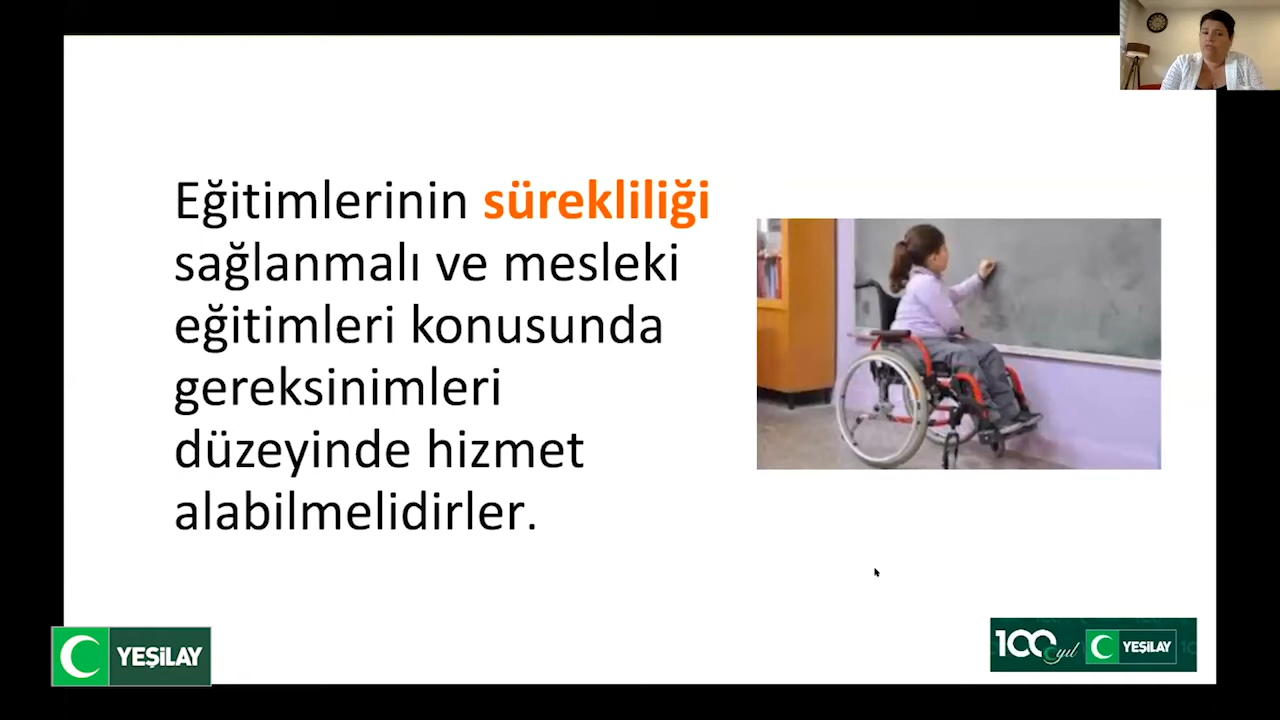 Eğitimlerinin sürekliliği
sağlanmalı ve mesleki
eğitimleri konusunda
gereksinimleri
düzeyinde hizmet
alabilmelidirler.
YEŞİLAY
100 yıl YEŞİLAY